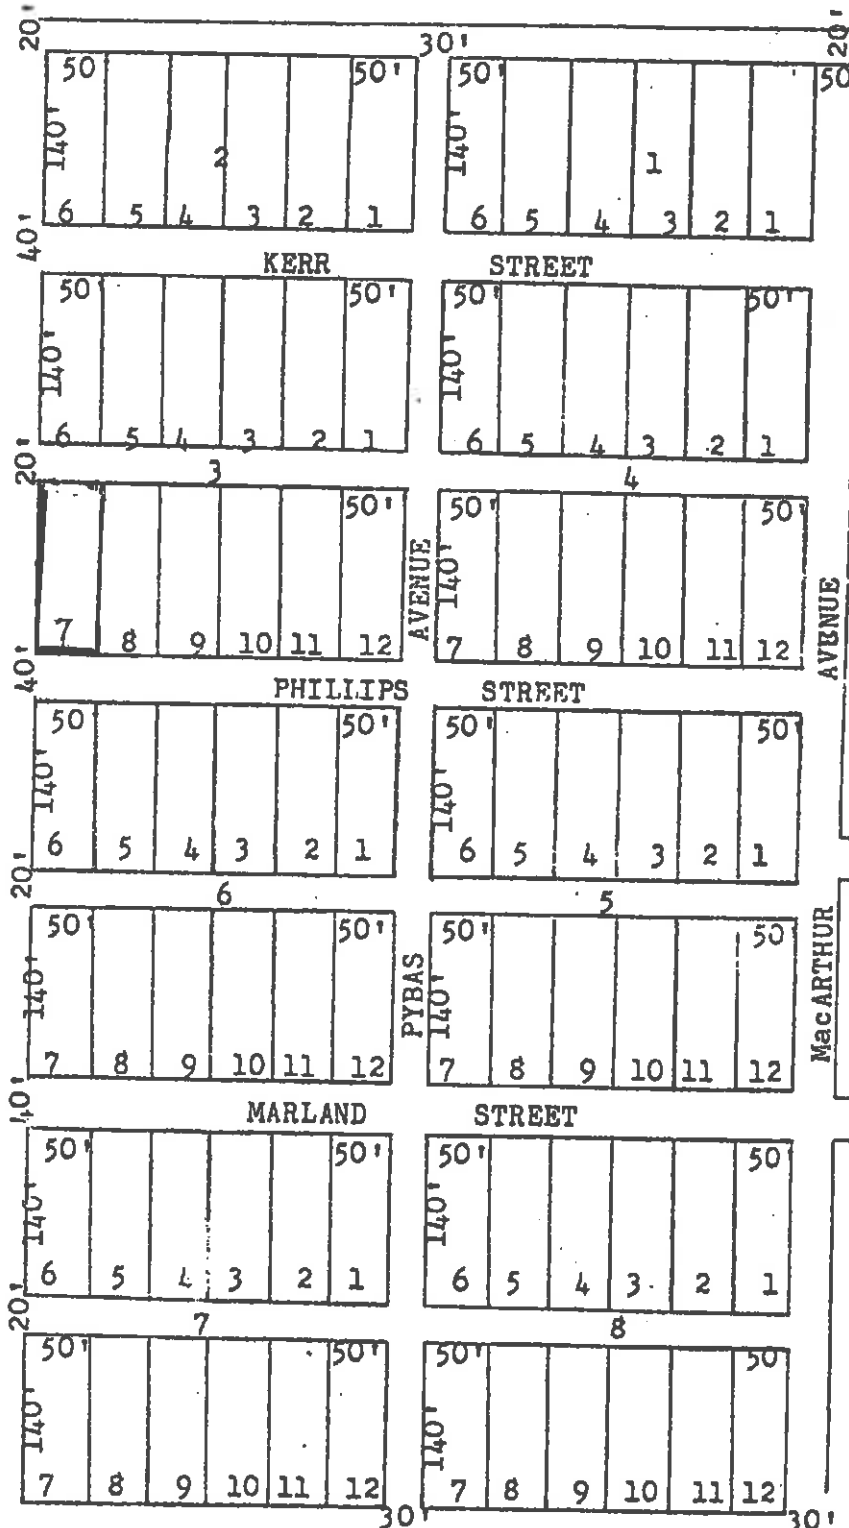 20' 30' 20'
50 50' 50' 50
140' 140'
2 1
6 5 4 3 2 1 6 5 4 3 2 1
40'
KERR STREET
50' 50' 50' 50'
140' 140'
6 5 4 3 2 1 6 5 4 3 2 1
20' 3 4
50' 50' 50'
140'
AVENUE AVENUE
7 8 9 10 11 12 7 8 9 10 11 12
40'
PHILLIPS STREET
50 50' 50' 50'
140' 140'
6 5 4 3 2 1 6 5 4 3 2 1
20' 6 5
50' 50' 50' 50
140' 140'
PYBAS MacARTHUR
7 8 9 10 11 12 7 8 9 10 11 12
40'
MARLAND STREET
50' 50' 50' 50
140' 140'
6 5 4 3 2 1 6 5 4 3 2 1
20' 7 8
50' 50' 50' 50
140' 140'
7 8 9 10 11 12 7 8 9 10 11 12
30' 30'